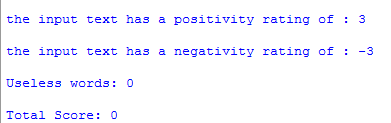 the input text has a positivity rating of : 3
the input text has a negativity rating of : -3
Useless words: 0
Total Score: 0